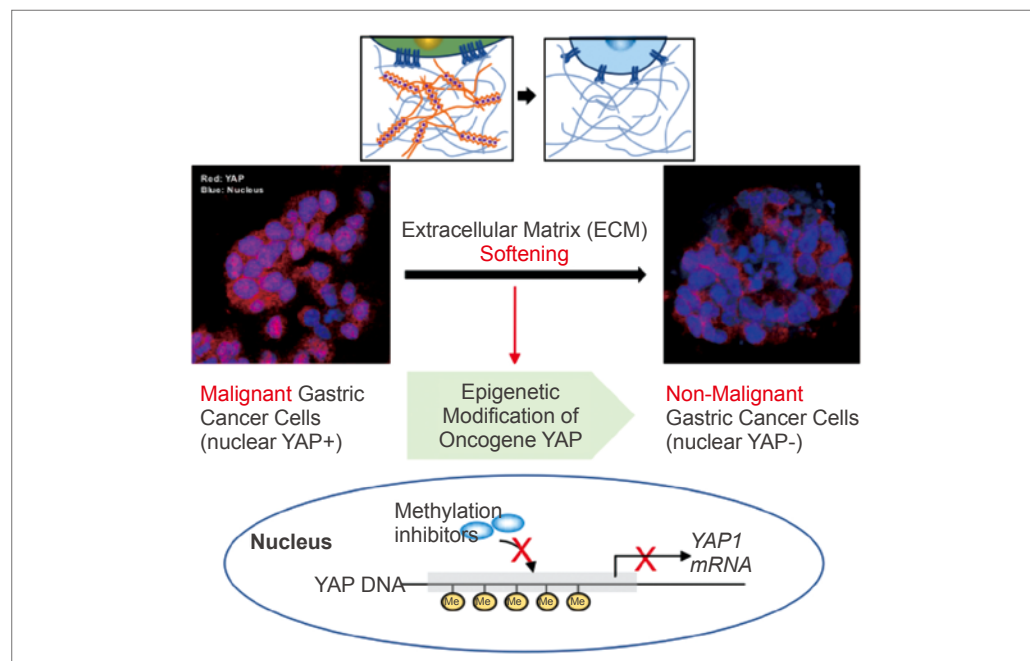 Red: YAP
Blue: Nucleus
Extracellular Matrix (ECM)
Softening
Malignant Gastric
Cancer Cells
(nuclear YAP+)
Epigenetic
Modification of
Oncogene YAP
Non-Malignant
Gastric Cancer Cells
(nuclear YAP-)
Methylation
inhibitors
Nucleus
YAP1
mRNA
YAP DNA
Me Me Me Me Me